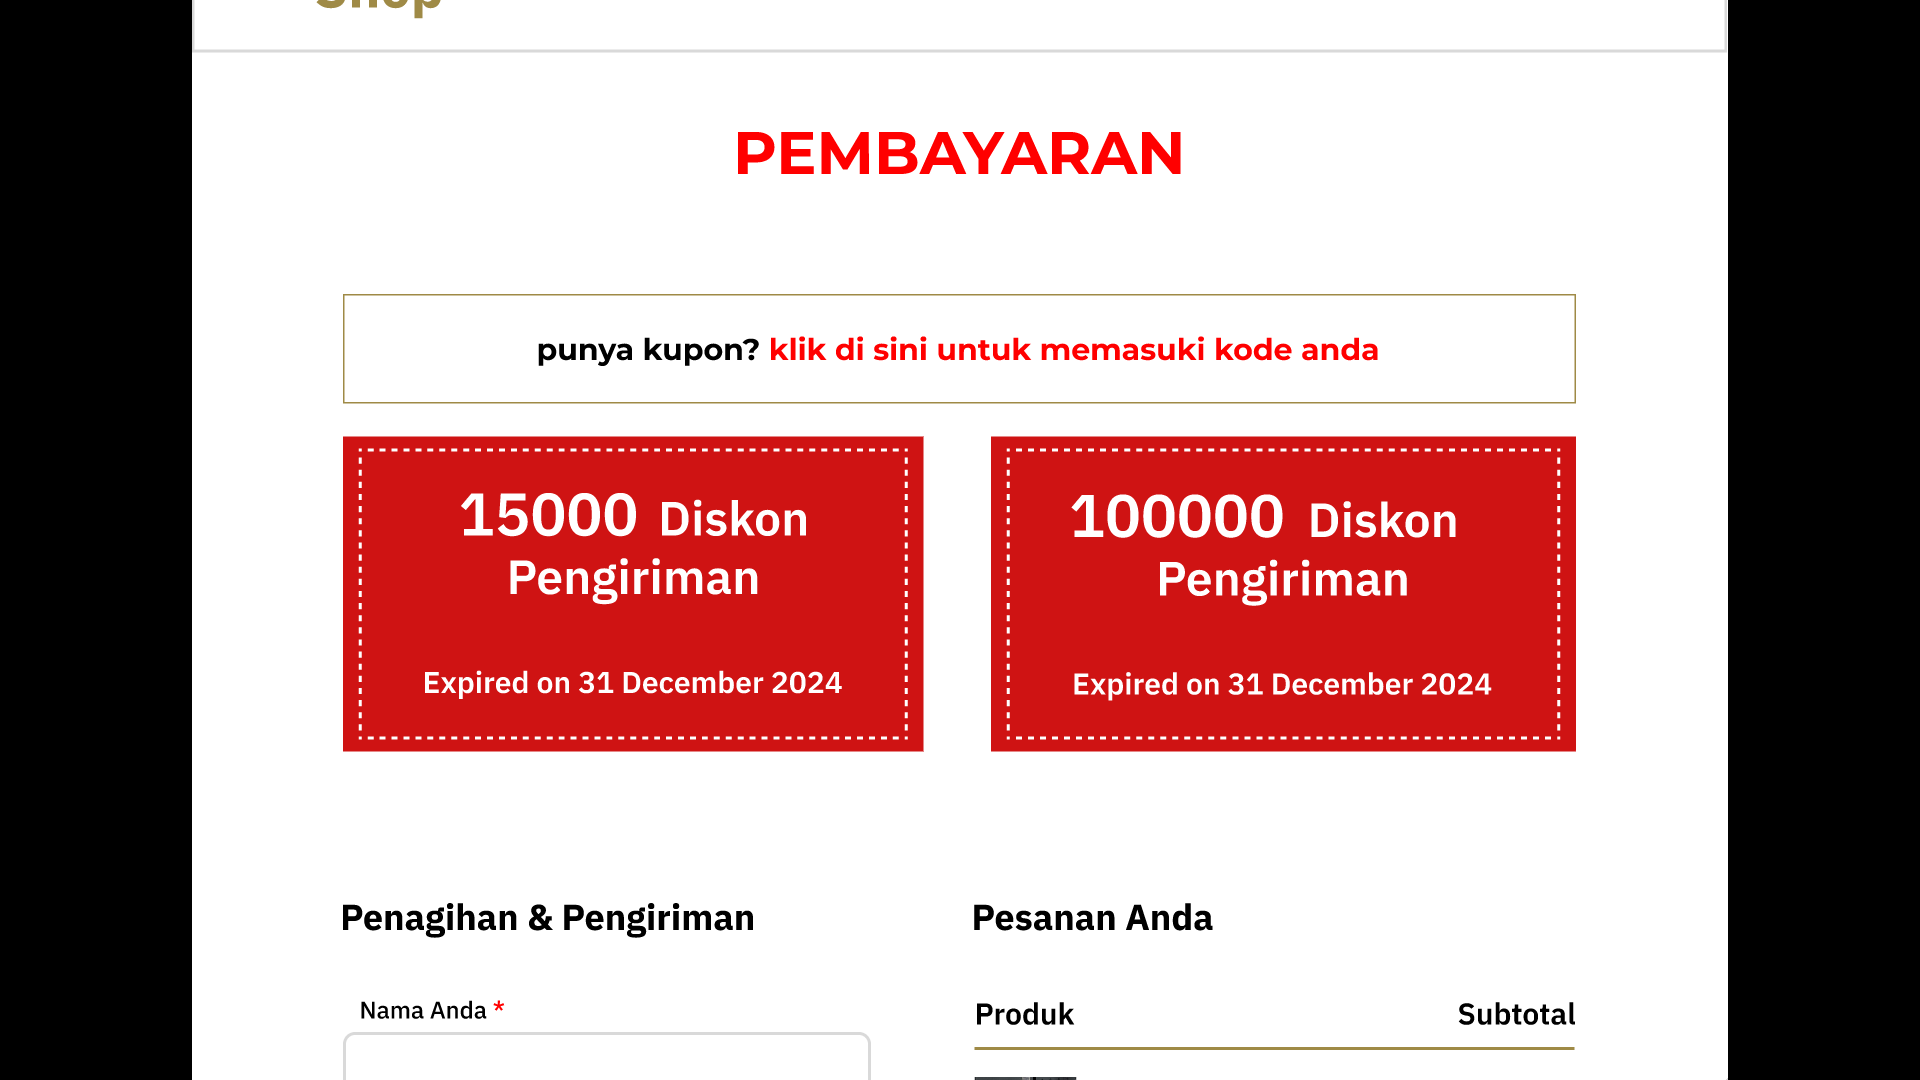 Shop
PEMBAYARAN
punya kupon? klik di sini untuk memasuki kode anda
15000 Diskon
Pengiriman
Expired on 31 December 2024
100000 Diskon
Pengiriman
Expired on 31 December 2024
Penagihan & Pengiriman
Pesanan Anda
Nama Anda *
Produk
Subtotal